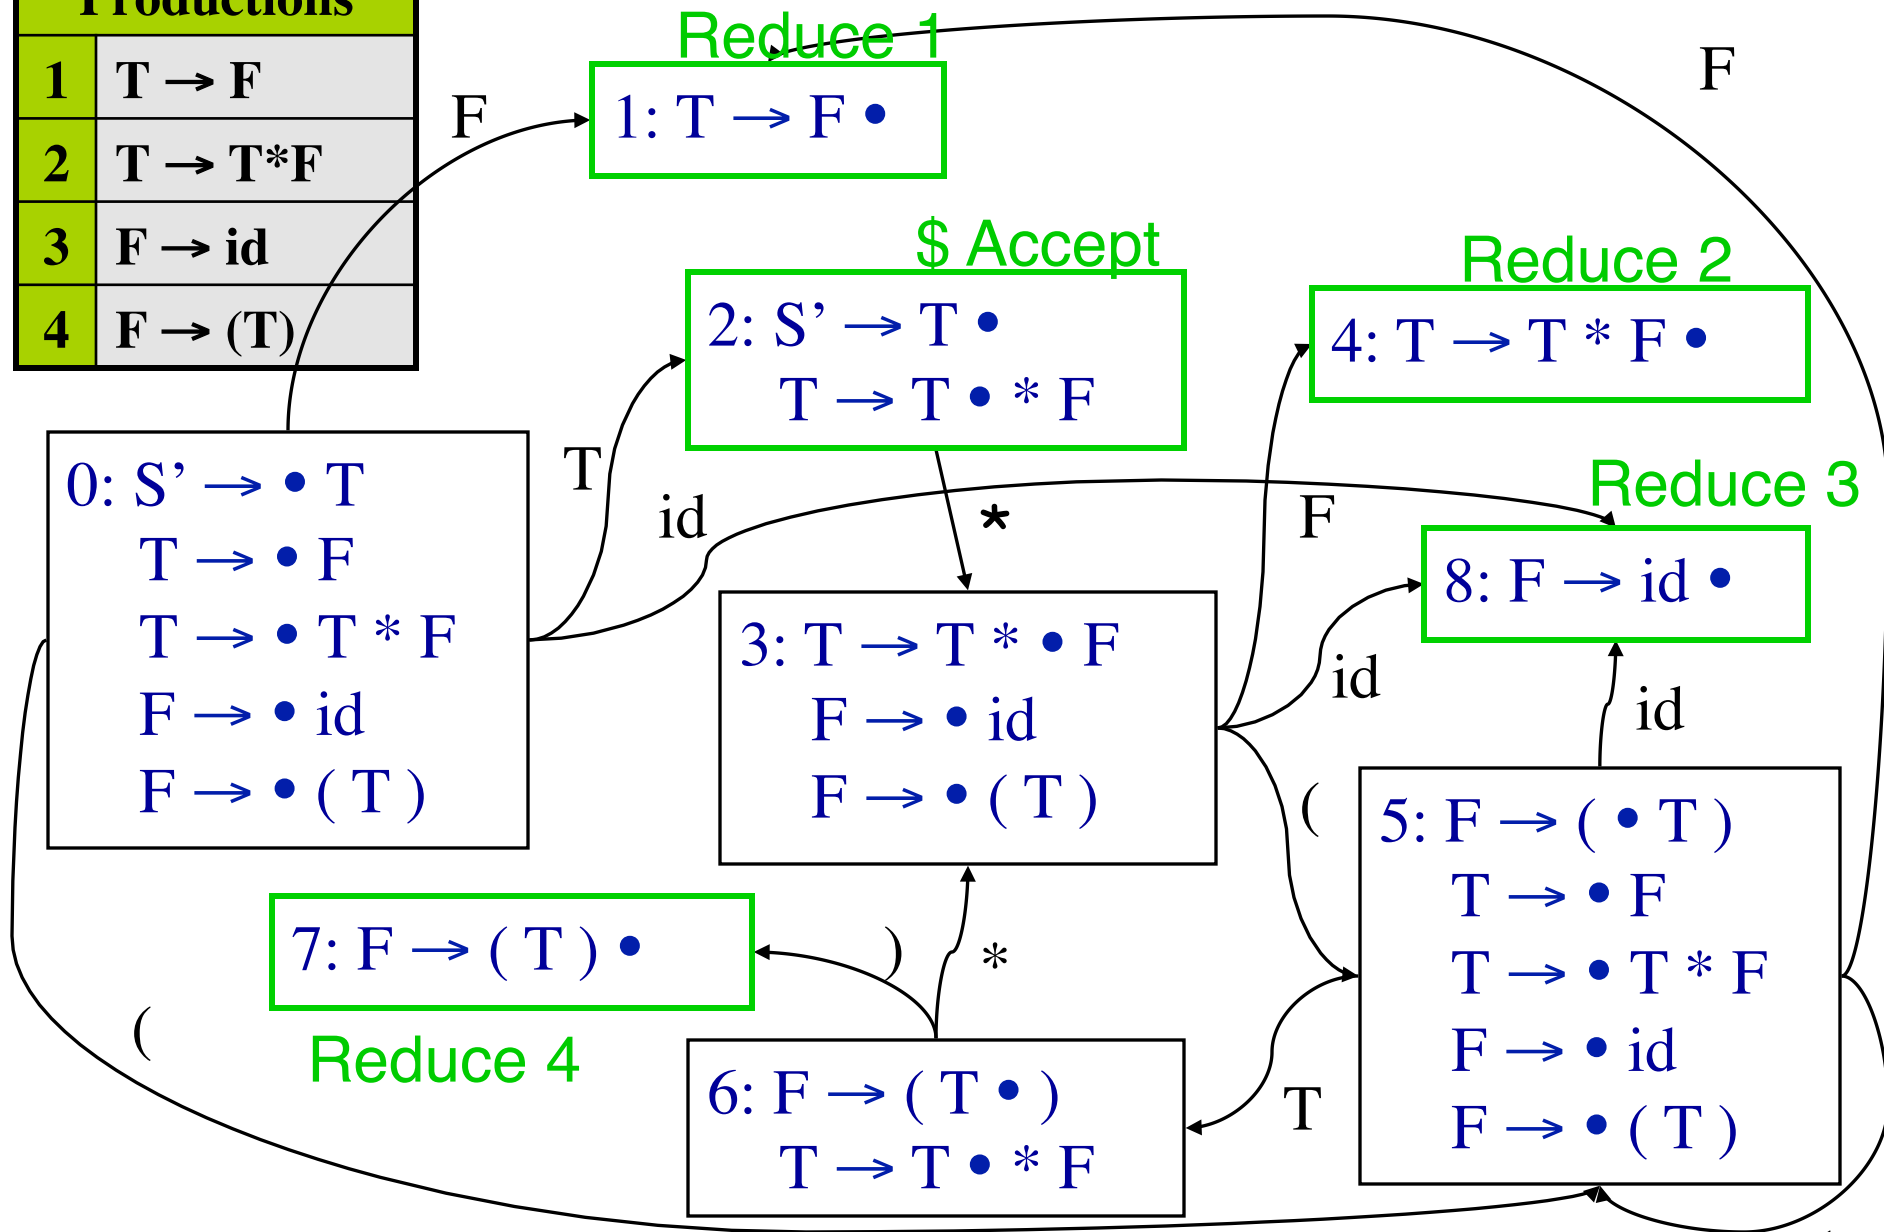 Productions
1 T → F
2 T → T*F
3 F → id
4 F → (T)
Reduce 1
F
F
1: T → F •
$ Accept
2: S’ → T •
T → T • * F
Reduce 2
4: T → T * F •
0: S’ → • T
T → • F
T → • T * F
F → • id
F → • ( T )
T
id
*
F
Reduce 3
8: F → id •
3: T → T * • F
F → • id
F → • ( T )
id
id
(
5: F → ( • T )
T → • F
T → • T * F
F → • id
F → • ( T )
7: F → ( T ) •
)
*
(
Reduce 4
6: F → ( T • )
T → T • * F
T